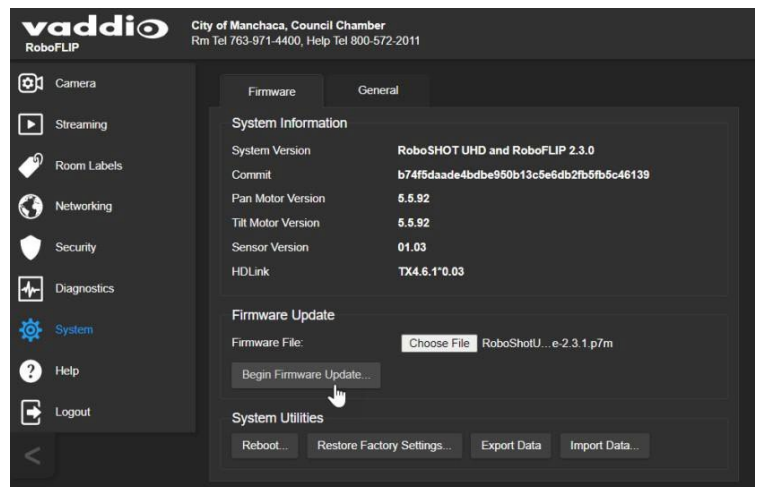 vaddio
RoboFLIP
City of Manchaca, Council Chamber
Rm Tel 763-971-4400, Help Tel 800-572-2011
Camera
Streaming
Room Labels
Networking
Security
Diagnostics
System
Help
Logout
Firmware General
System Information
System Version RoboSHOT UHD and RoboFLIP 2.3.0
Commit b74f5daade4bdbe950b13c5e6db2fb5fb5c46139
Pan Motor Version 5.5.92
Tilt Motor Version 5.5.92
Sensor Version 01.03
HDLink TX4.6.1*0.03
Firmware Update
Firmware File: Choose File RoboShotU…e-2.3.1.p7m
Begin Firmware Update...
System Utilities
Reboot... Restore Factory Settings... Export Data Import Data...